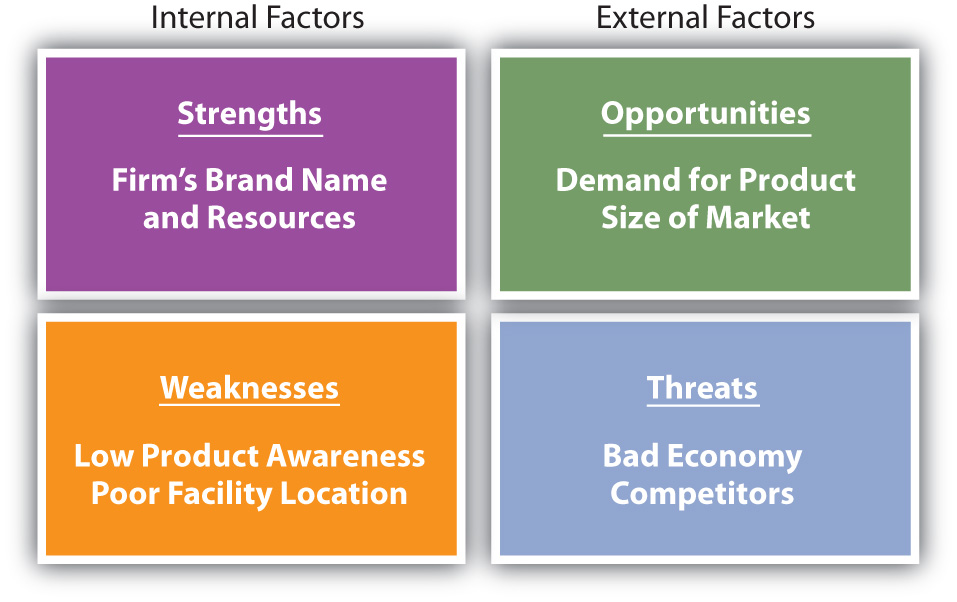 Internal Factors
External Factors
Strengths
Firm’s Brand Name
and Resources
Opportunities
Demand for Product
Size of Market
Weaknesses
Low Product Awareness
Poor Facility Location
Threats
Bad Economy
Competitors